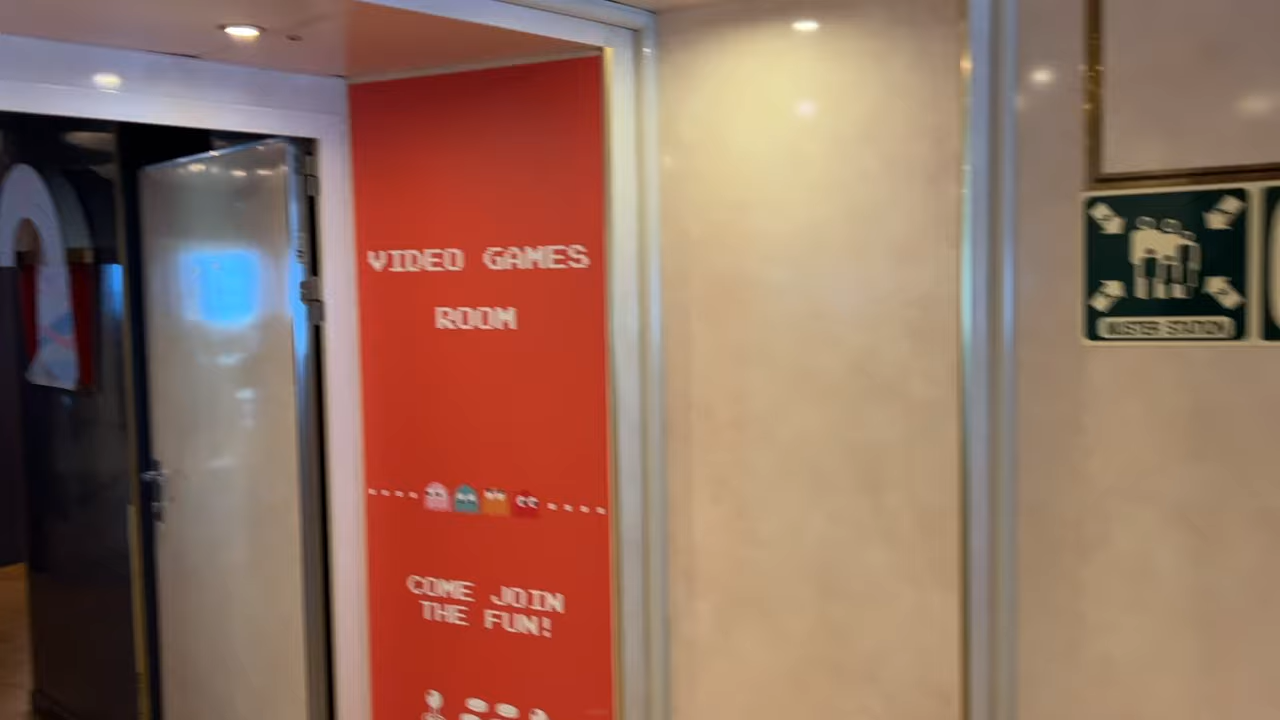 VIDEO GAMES
ROOM
COME JOIN
THE FUN!
MUSTER STATION